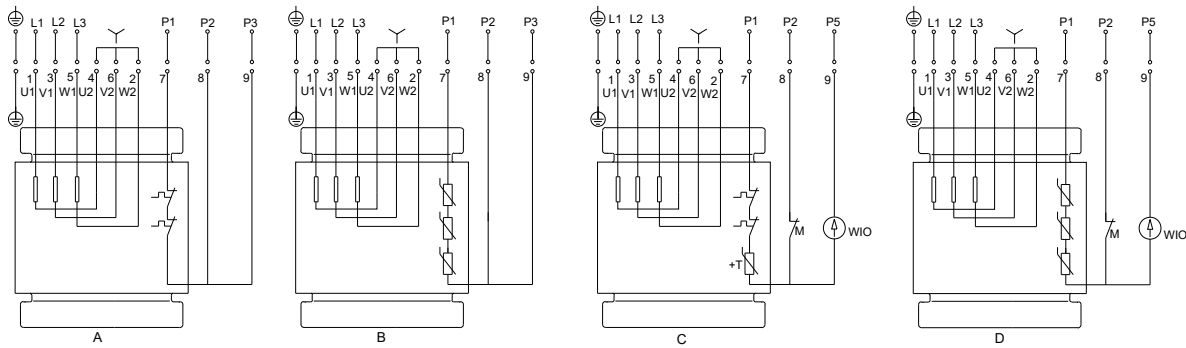 L1 L2 L3 P1 P2 P3
1 3 5 4 6 2 7 8 9
U1 V1 W1 U2 V2 W2
A
L1 L2 L3 P1 P2 P3
1 3 5 4 6 2 7 8 9
U1 V1 W1 U2 V2 W2
B
L1 L2 L3 P1 P2 P5
1 3 5 4 6 2 7 8 9
U1 V1 W1 U2 V2 W2
M WIO
+T
C
L1 L2 L3 P1 P2 P5
1 3 5 4 6 2 7 8 9
U1 V1 W1 U2 V2 W2
M WIO
D